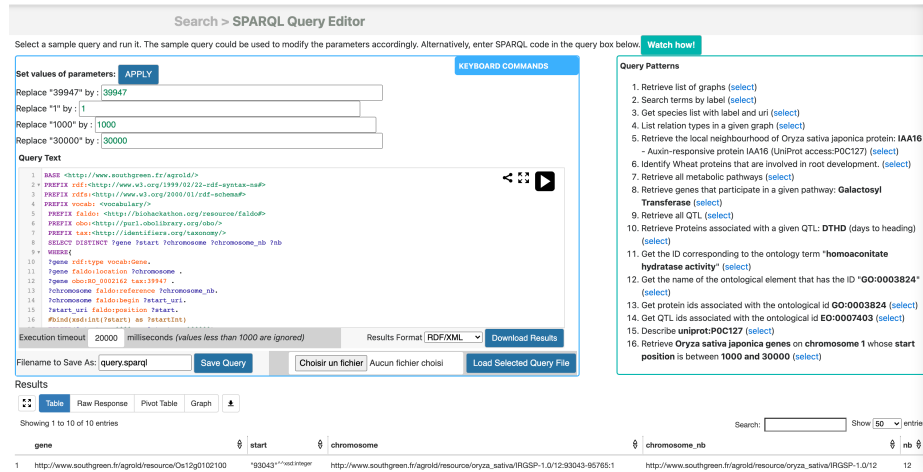 Search > SPARQL Query Editor
Select a sample query and run it. The sample query could be used to modify the parameters accordingly. Alternatively, enter SPARQL code in the query box below. Watch how!
KEYBOARD COMMANDS
Set values of parameters: APPLY
Replace "39947" by : 39947
Replace "1" by : 1
Replace "1000" by : 1000
Replace "30000" by : 30000
Query Text
1 BASE <http://www.southgreen.fr/agrold/>
2 PREFIX rdf:<http://www.w3.org/1999/02/22-rdf-syntax-ns#>
3 PREFIX rdfs:<http://www.w3.org/2000/01/rdf-schema#>
4 PREFIX vocab: <vocabulary/>
5 PREFIX faldo: <http://biohackathon.org/resource/faldo#>
6 PREFIX obo:<http://purl.obolibrary.org/obo/>
7 PREFIX tax:<http://identifiers.org/taxonomy/>
8 SELECT DISTINCT ?gene ?start ?chromosome ?chromosome_nb ?nb
9 WHERE{
10 ?gene rdf:type vocab:Gene.
11 ?gene faldo:location ?chromosome .
12 ?gene obo:RO_0002162 tax:39947 .
13 ?chromosome faldo:reference ?chromosome_nb.
14 ?chromosome faldo:begin ?start_uri.
15 ?start_uri faldo:position ?start.
16 #bind(xsd:int(?start) as ?startInt)
Execution timeout 20000 milliseconds (values less than 1000 are ignored) Results Format RDF/XML Download Results
Filename to Save As: query.sparql Save Query Choisir un fichier Aucun fichier choisi Load Selected Query File
Query Patterns
1. Retrieve list of graphs (select)
2. Search terms by label (select)
3. Get species list with label and uri (select)
4. List relation types in a given graph (select)
5. Retrieve the local neighbourhood of Oryza sativa japonica protein: IAA16
- Auxin-responsive protein IAA16 (UniProt access:P0C127) (select)
6. Identify Wheat proteins that are involved in root development. (select)
7. Retrieve all metabolic pathways (select)
8. Retrieve genes that participate in a given pathway: Galactosyl
Transferase (select)
9. Retrieve all QTL (select)
10. Retrieve Proteins associated with a given QTL: DTHD (days to heading)
(select)
11. Get the ID corresponding to the ontology term "homoaconitate
hydratase activity" (select)
12. Get the name of the ontological element that has the ID "GO:0003824"
(select)
13. Get protein ids associated with the ontological id GO:0003824 (select)
14. Get QTL ids associated with the ontological id EO:0007403 (select)
15. Describe uniprot:P0C127 (select)
16. Retrieve Oryza sativa japonica genes on chromosome 1 whose start
position is between 1000 and 30000 (select)
Results
Table Raw Response Pivot Table Graph
Showing 1 to 10 of 10 entries Search: Show 50 entrie
gene start chromosome chromosome_nb nb
1 http://www.southgreen.fr/agrold/resource/Os12g0102100 "93043"^^xsd:integer http://www.southgreen.fr/agrold/resource/oryza_sativa/IRGSP-1.0/12:93043-95765:1 http://www.southgreen.fr/agrold/resource/oryza_sativa/IRGSP-1.0/12 12